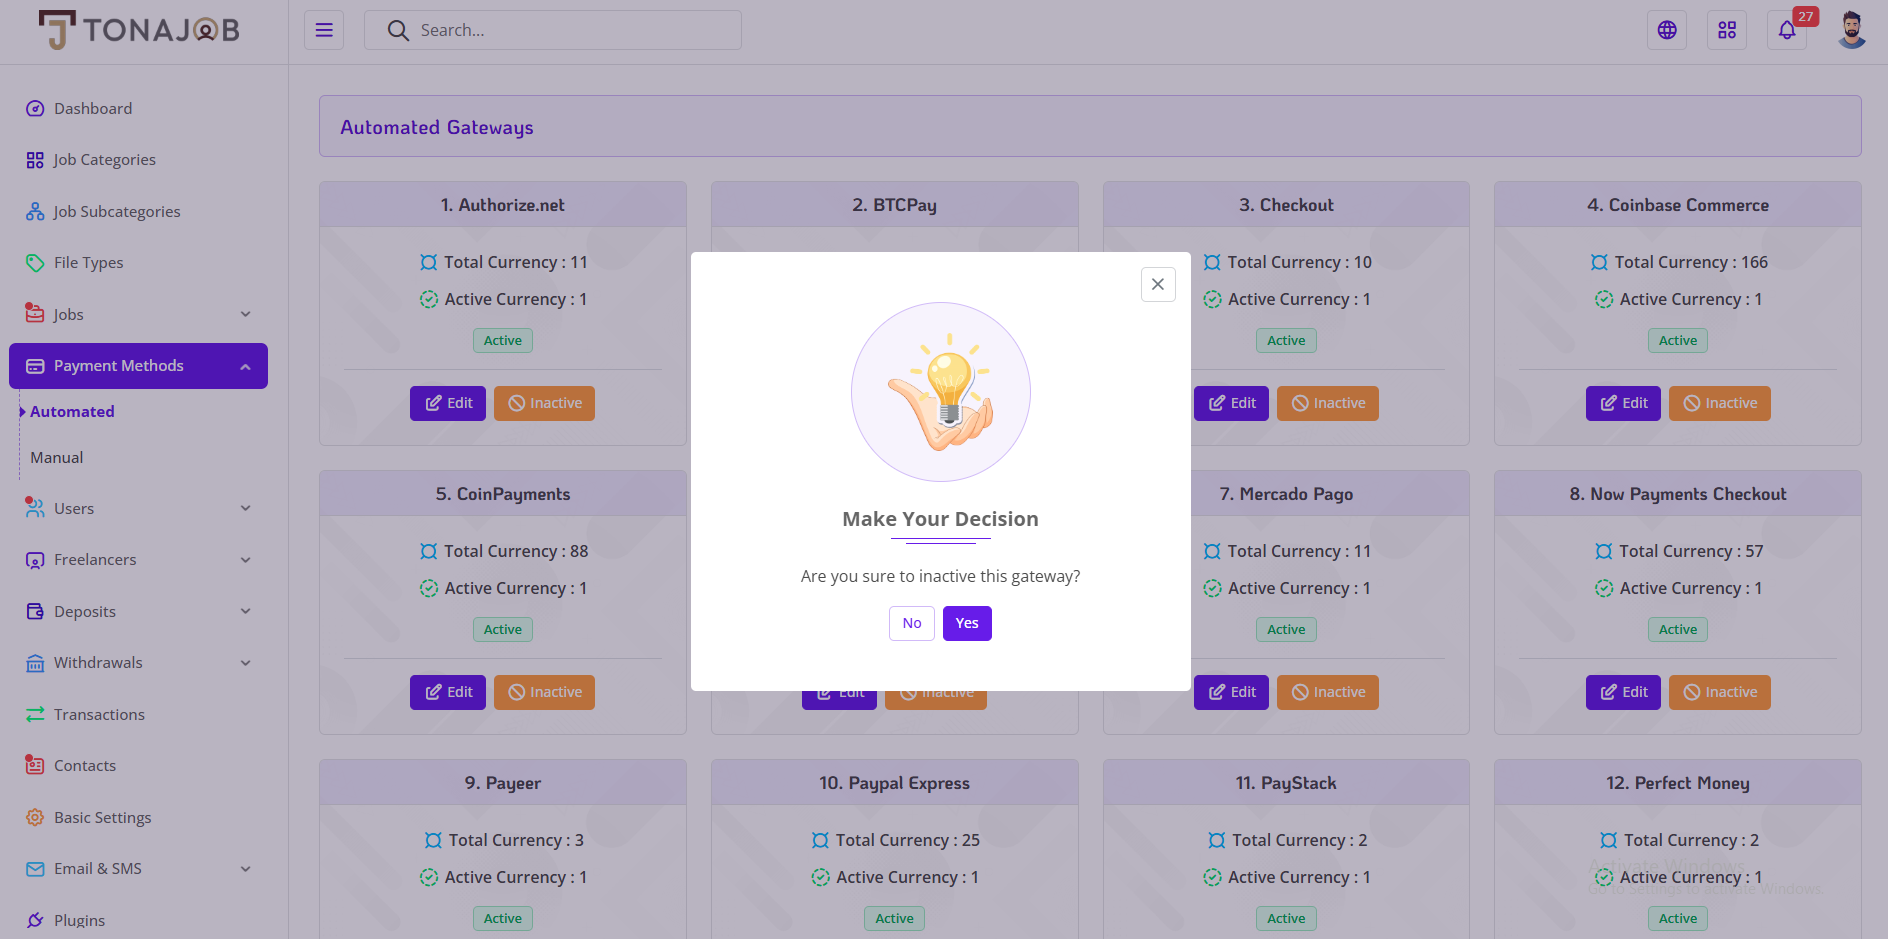 TONAJOB
Search...
27
Dashboard
Job Categories
Job Subcategories
File Types
Jobs
Payment Methods
Automated
Manual
Users
Freelancers
Deposits
Withdrawals
Transactions
Contacts
Basic Settings
Email & SMS
Plugins
Automated Gateways
1. Authorize.net
Total Currency : 11
Active Currency : 1
Active
Edit
Inactive
2. BTCPay
3. Checkout
Total Currency : 10
Active Currency : 1
Active
Edit
Inactive
4. Coinbase Commerce
Total Currency : 166
Active Currency : 1
Active
Edit
Inactive
Make Your Decision
Are you sure to inactive this gateway?
No
Yes
5. CoinPayments
Total Currency : 88
Active Currency : 1
Active
Edit
Inactive
Edit
Inactive
7. Mercado Pago
Total Currency : 11
Active Currency : 1
Active
Edit
Inactive
8. Now Payments Checkout
Total Currency : 57
Active Currency : 1
Active
Edit
Inactive
9. Payeer
Total Currency : 3
Active Currency : 1
Active
10. Paypal Express
Total Currency : 25
Active Currency : 1
Active
11. PayStack
Total Currency : 2
Active Currency : 1
Active
12. Perfect Money
Total Currency : 2
Active Currency : 1
Active
Activate Windows
Go to Settings to activate Windows.